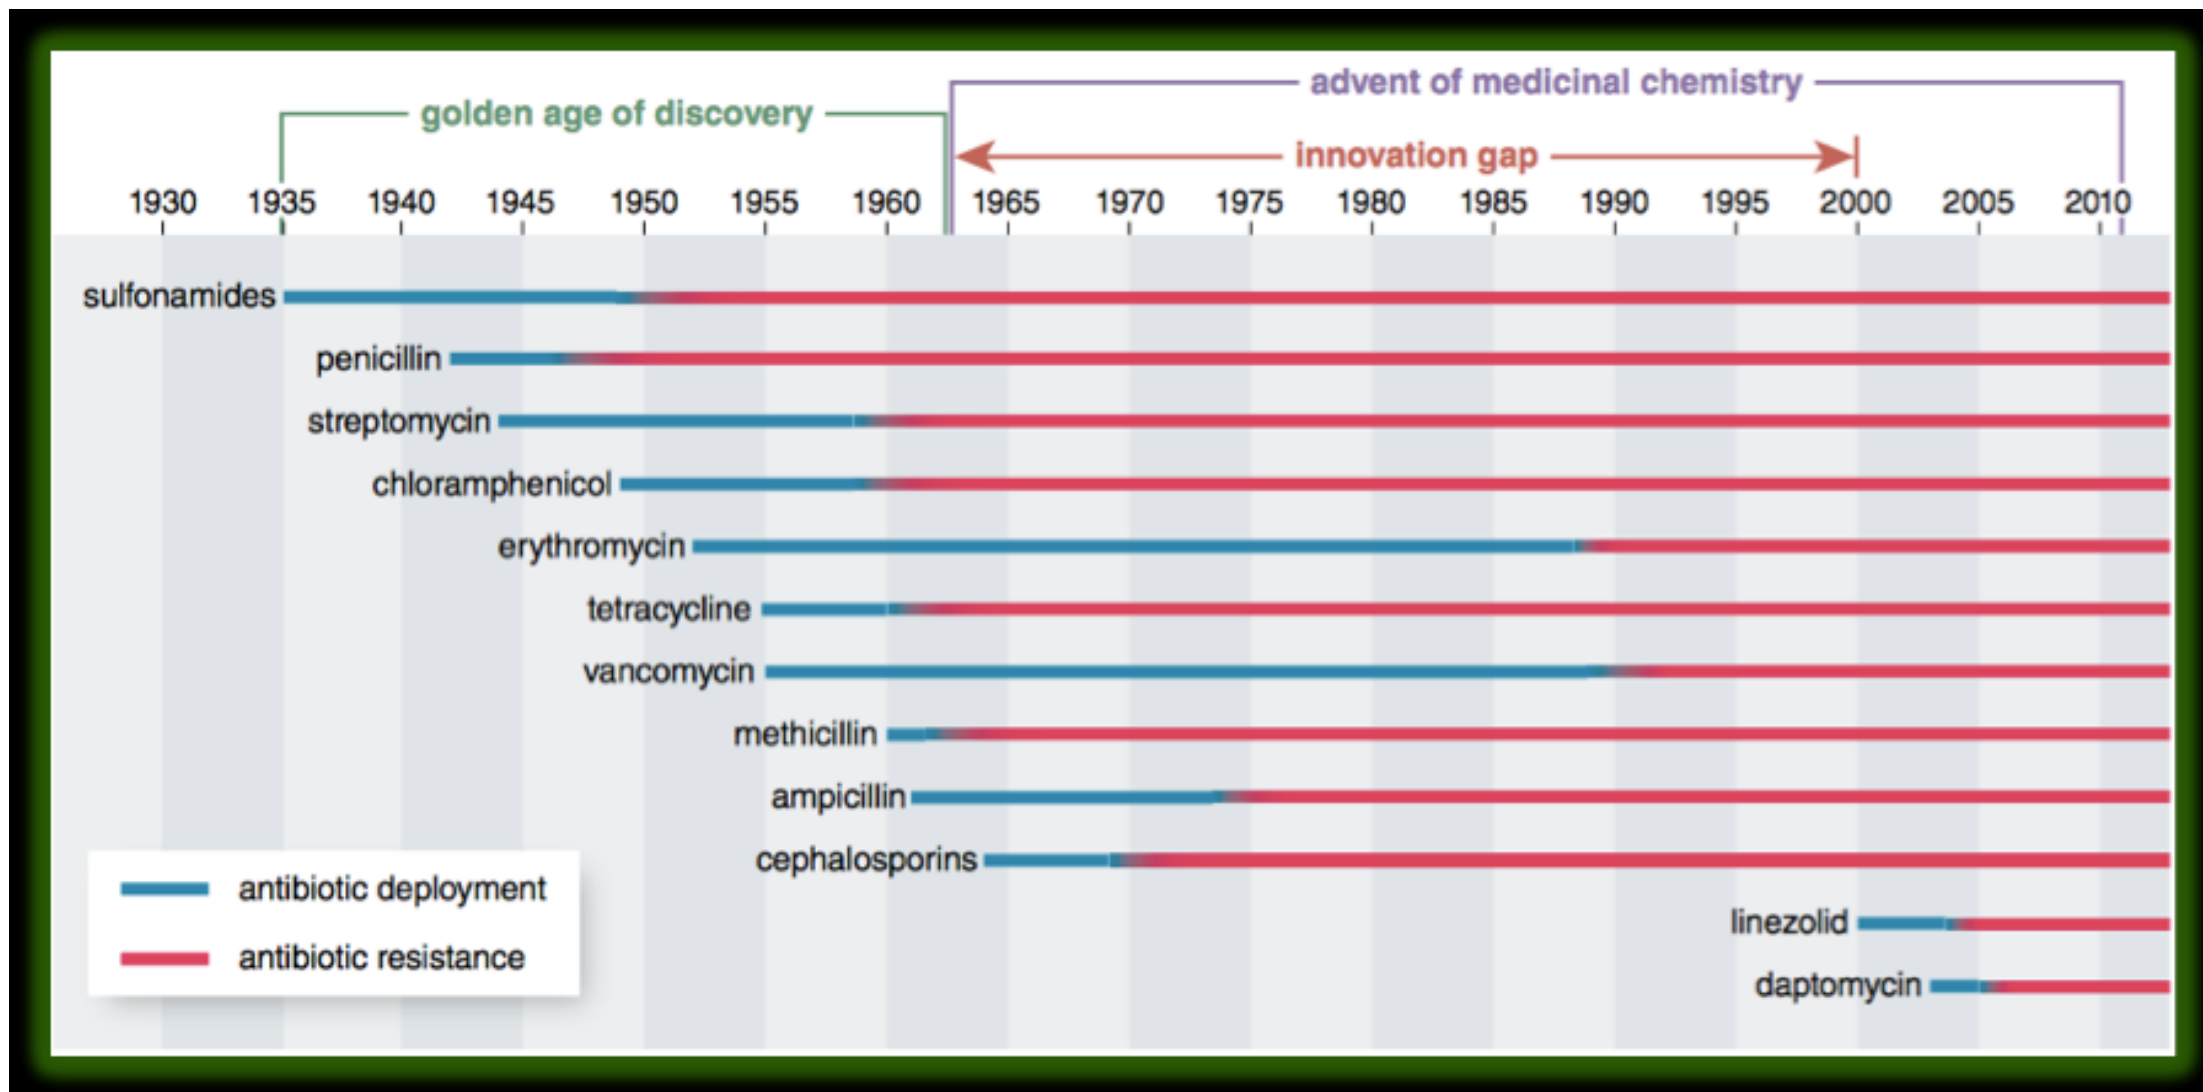 advent of medicinal chemistry
golden age of discovery
innovation gap
1930 1935 1940 1945 1950 1955 1960 1965 1970 1975 1980 1985 1990 1995 2000 2005 2010
sulfonamides
penicillin
streptomycin
chloramphenicol
erythromycin
tetracycline
vancomycin
methicillin
ampicillin
cephalosporins
antibiotic deployment
linezolid
antibiotic resistance
daptomycin